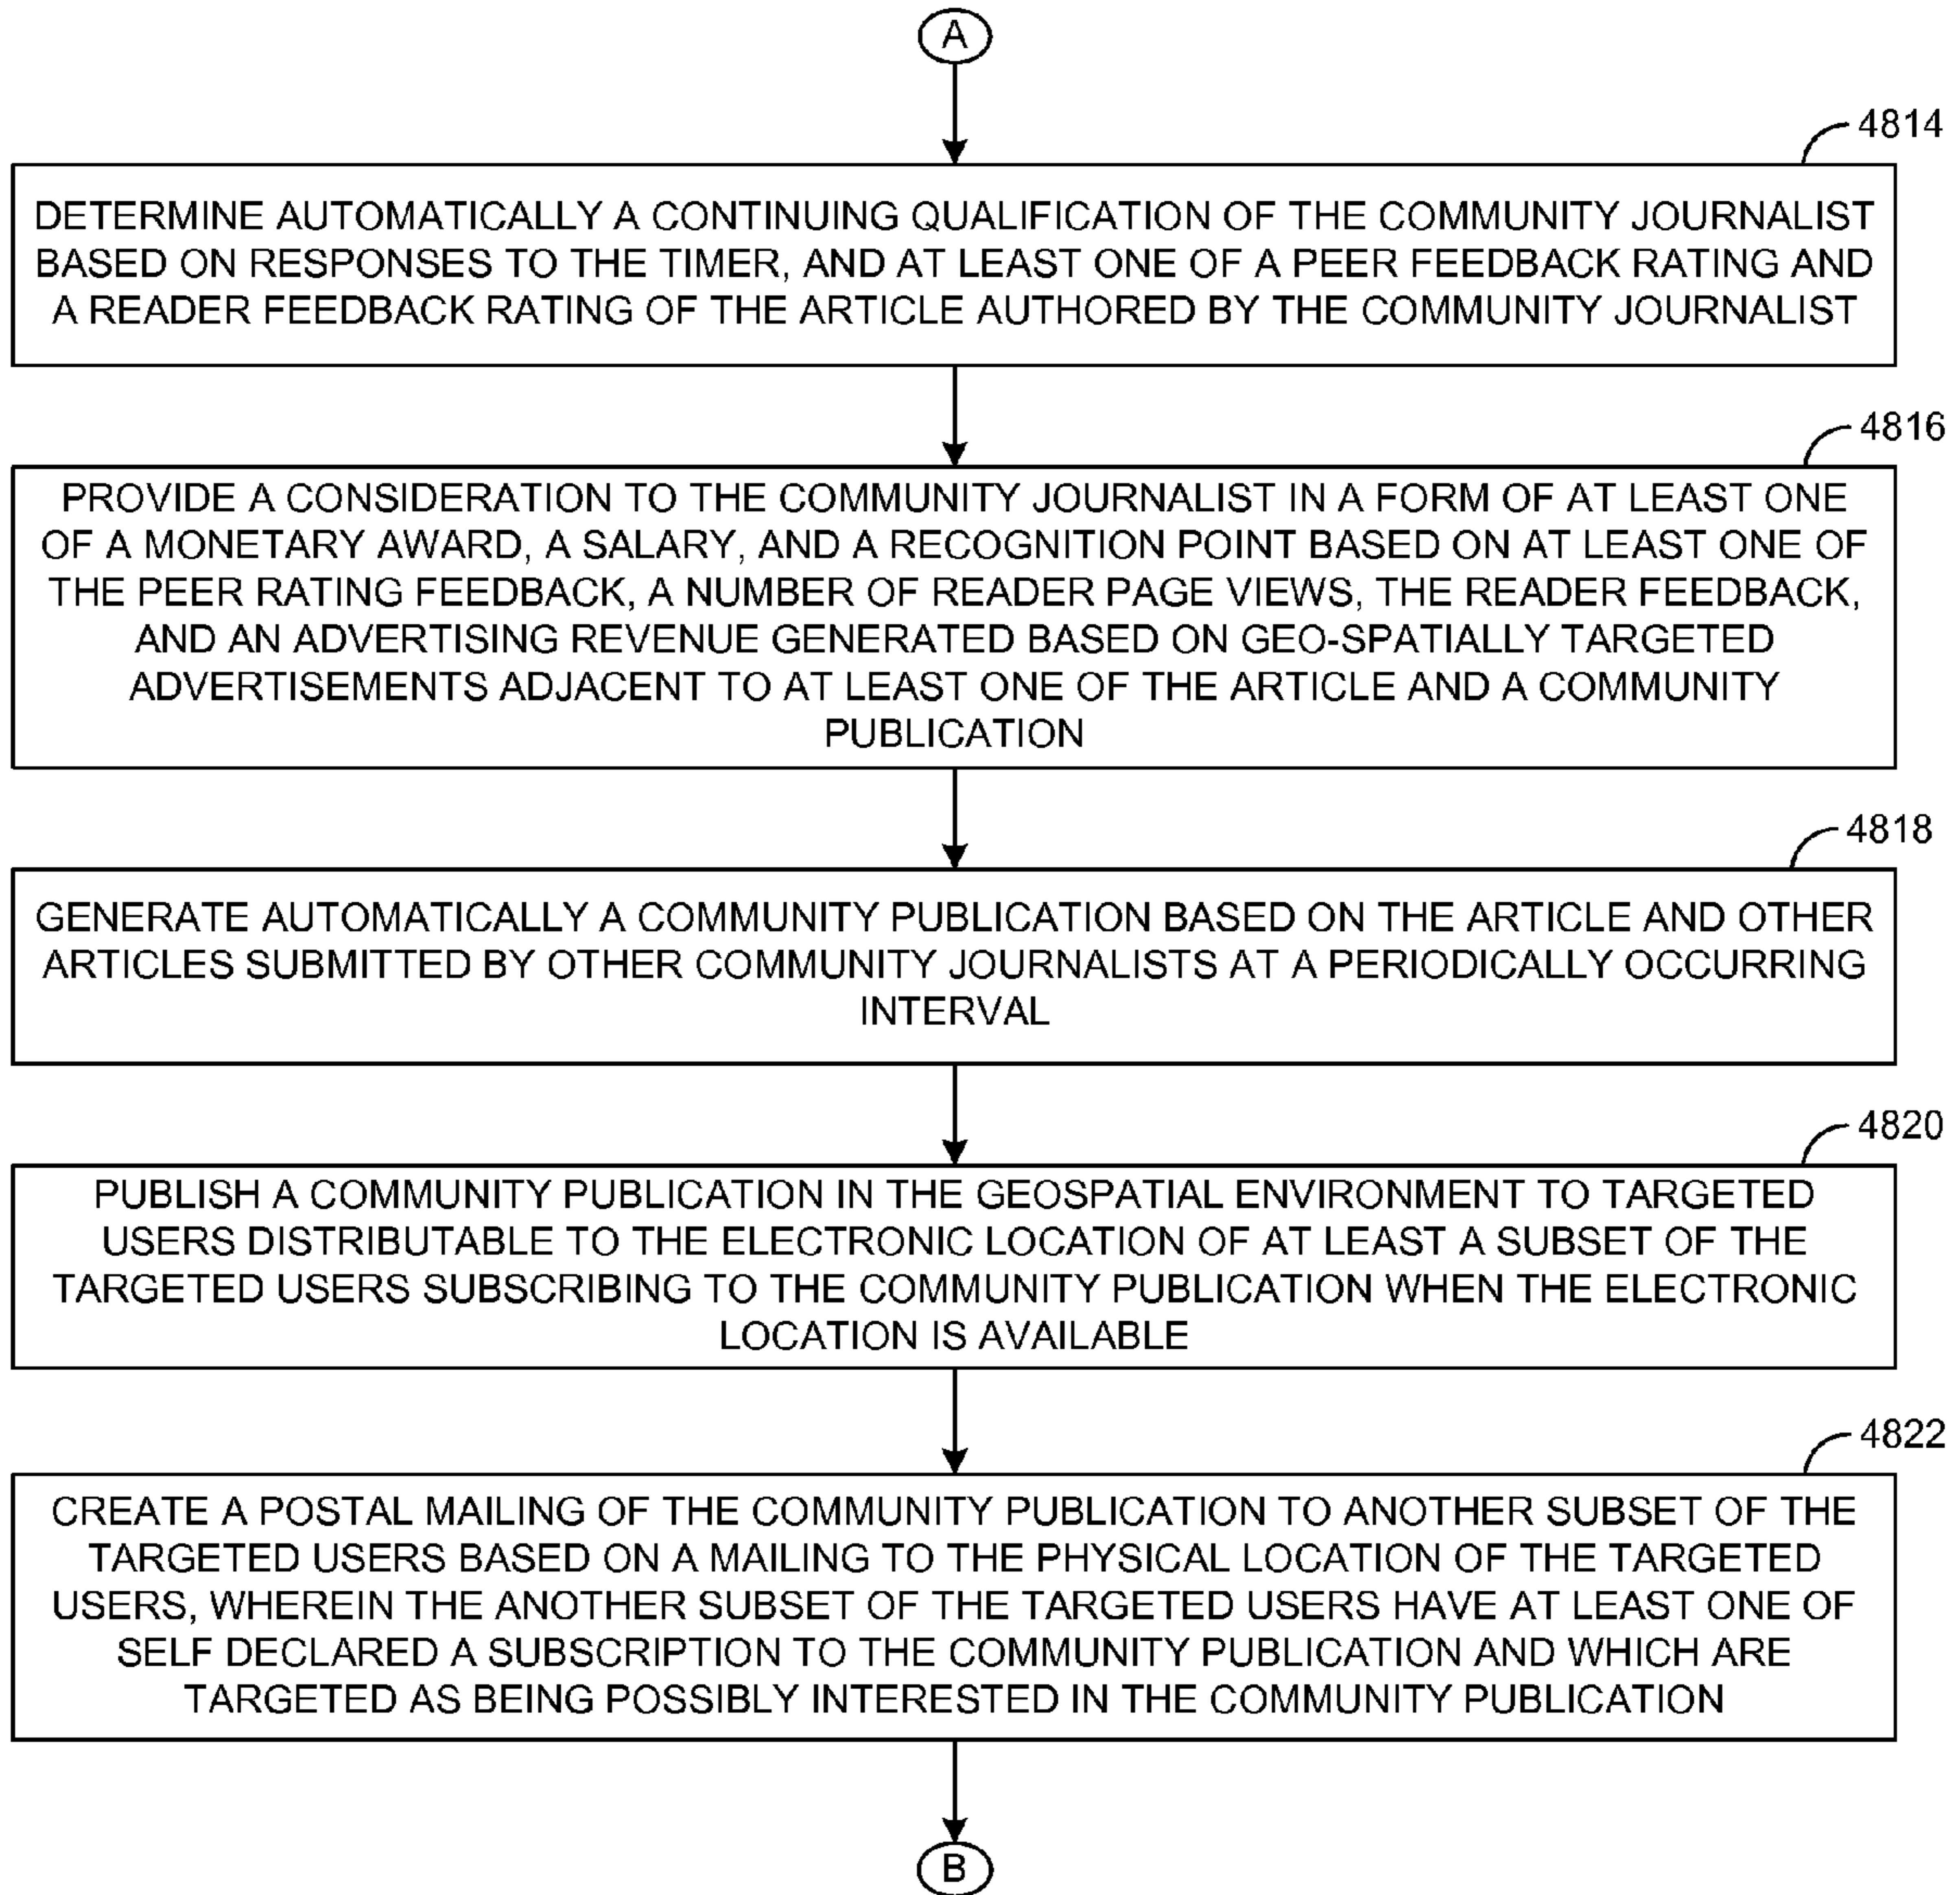 A
4814
DETERMINE AUTOMATICALLY A CONTINUING QUALIFICATION OF THE COMMUNITY JOURNALIST
BASED ON RESPONSES TO THE TIMER, AND AT LEAST ONE OF A PEER FEEDBACK RATING AND
A READER FEEDBACK RATING OF THE ARTICLE AUTHORED BY THE COMMUNITY JOURNALIST
4816
PROVIDE A CONSIDERATION TO THE COMMUNITY JOURNALIST IN A FORM OF AT LEAST ONE
OF A MONETARY AWARD, A SALARY, AND A RECOGNITION POINT BASED ON AT LEAST ONE OF
THE PEER RATING FEEDBACK, A NUMBER OF READER PAGE VIEWS, THE READER FEEDBACK,
AND AN ADVERTISING REVENUE GENERATED BASED ON GEO-SPATIALLY TARGETED
ADVERTISEMENTS ADJACENT TO AT LEAST ONE OF THE ARTICLE AND A COMMUNITY
PUBLICATION
4818
GENERATE AUTOMATICALLY A COMMUNITY PUBLICATION BASED ON THE ARTICLE AND OTHER
ARTICLES SUBMITTED BY OTHER COMMUNITY JOURNALISTS AT A PERIODICALLY OCCURRING
INTERVAL
4820
PUBLISH A COMMUNITY PUBLICATION IN THE GEOSPATIAL ENVIRONMENT TO TARGETED
USERS DISTRIBUTABLE TO THE ELECTRONIC LOCATION OF AT LEAST A SUBSET OF THE
TARGETED USERS SUBSCRIBING TO THE COMMUNITY PUBLICATION WHEN THE ELECTRONIC
LOCATION IS AVAILABLE
4822
CREATE A POSTAL MAILING OF THE COMMUNITY PUBLICATION TO ANOTHER SUBSET OF THE
TARGETED USERS BASED ON A MAILING TO THE PHYSICAL LOCATION OF THE TARGETED
USERS, WHEREIN THE ANOTHER SUBSET OF THE TARGETED USERS HAVE AT LEAST ONE OF
SELF DECLARED A SUBSCRIPTION TO THE COMMUNITY PUBLICATION AND WHICH ARE
TARGETED AS BEING POSSIBLY INTERESTED IN THE COMMUNITY PUBLICATION
B